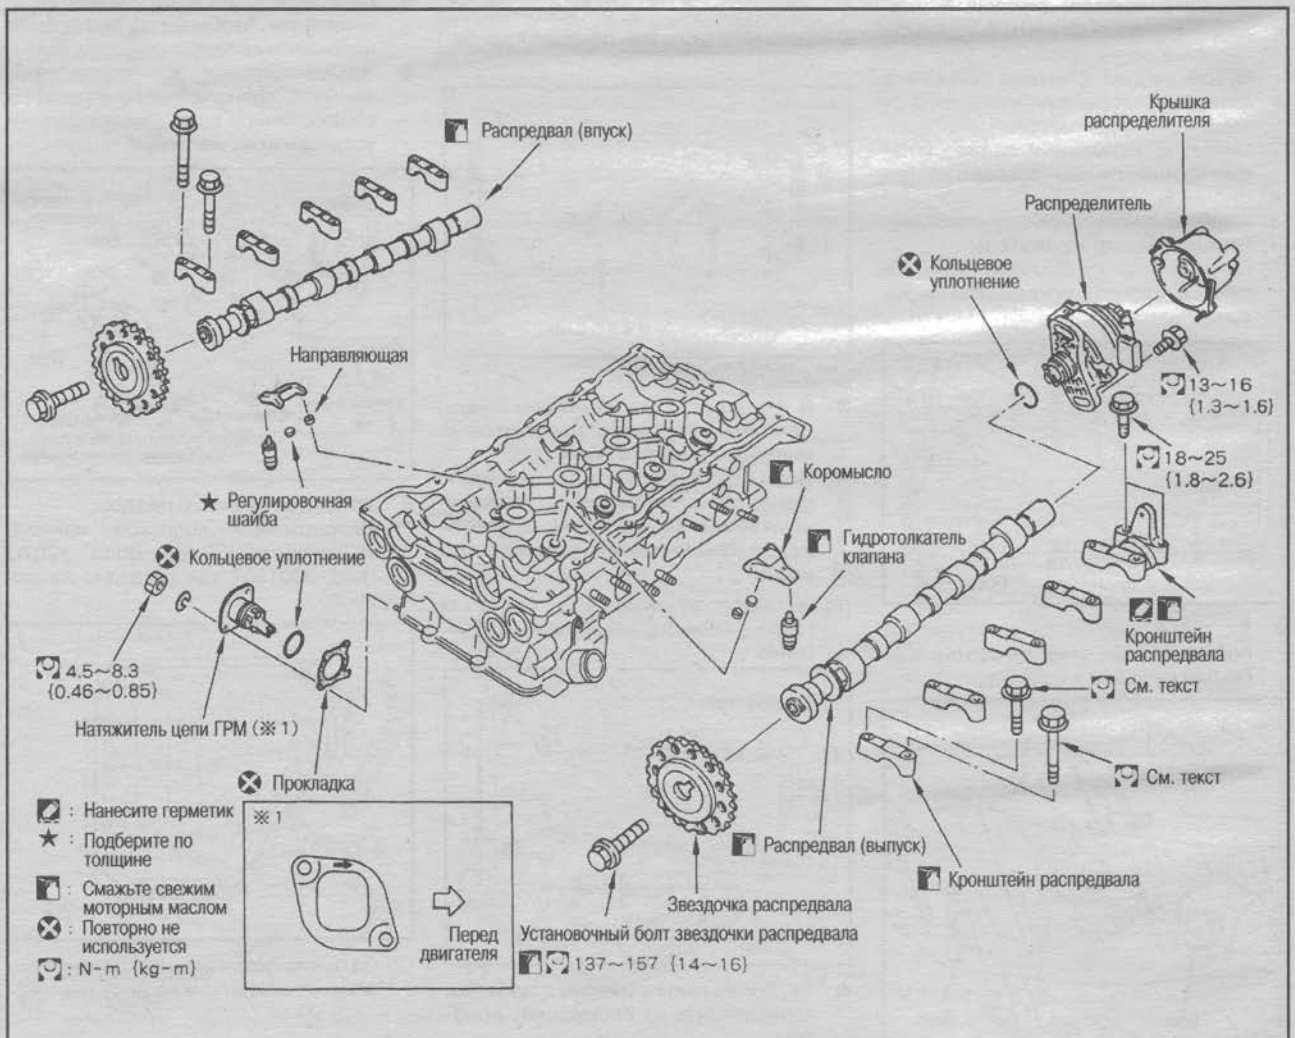 Крышка
распределителя
Распредвал (впуск)
Распределитель
Кольцевое
уплотнение
Направляющая
13~16
{1.3~1.6}
18~25
{1.8~2.6}
Коромысло
★ Регулировочная
шайба
Гидротолкатель
клапана
Кольцевое уплотнение
Кронштейн
распредвала
4.5~8.3
{0.46~0.85}
См. текст
Натяжитель цепи ГРМ (※ 1)
См. текст
Прокладка
: Нанесите герметик
★ : Подберите по
толщине
: Смажьте свежим
моторным маслом
: Повторно не
используется
: N-m {kg-m}
※ 1
Перед
двигателя
Распредвал (выпуск)
Кронштейн распредвала
Звездочка распредвала
Установочный болт звездочки распредвала
137~157 {14~16}